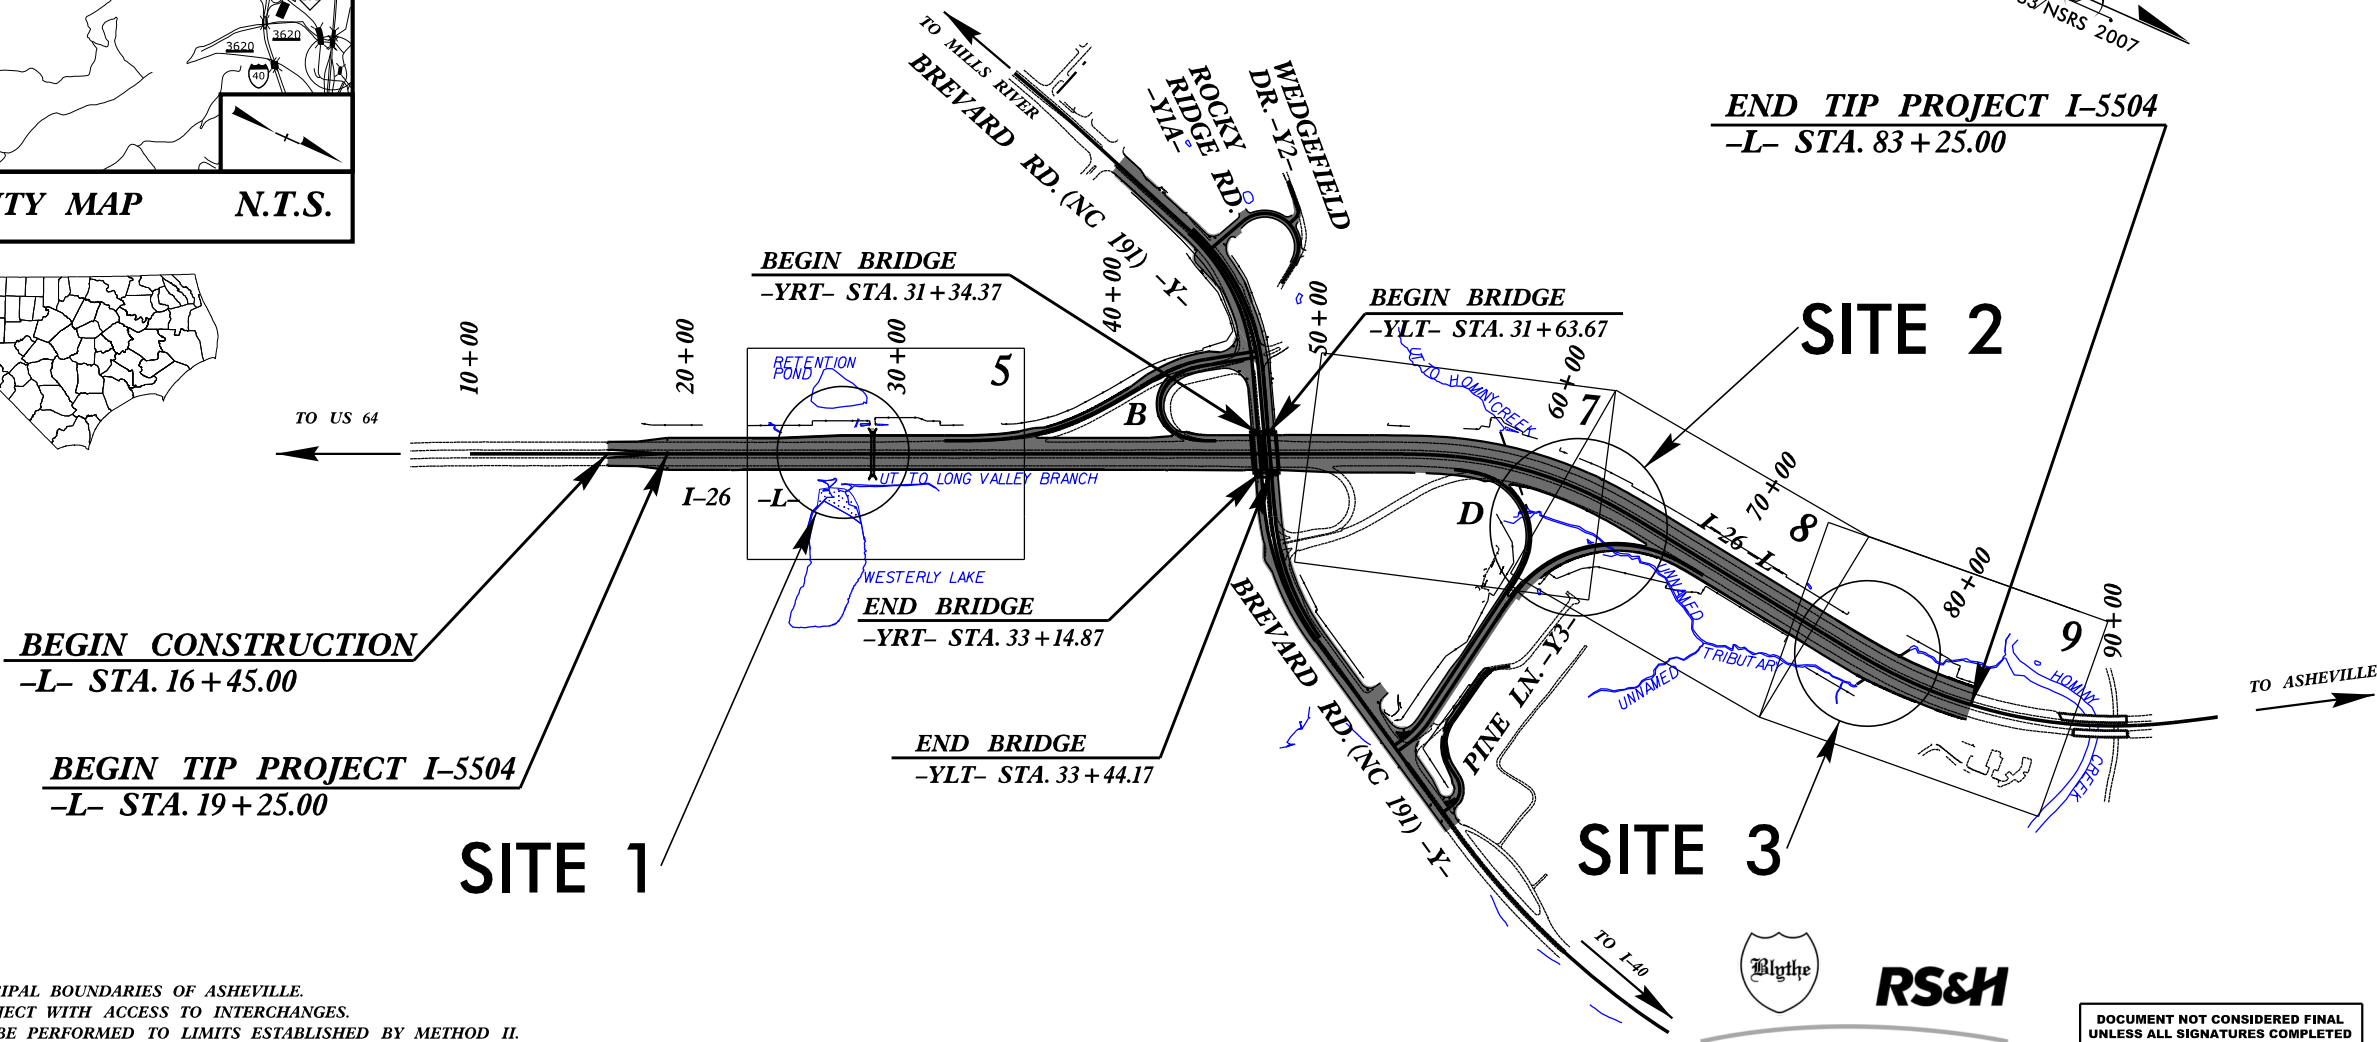 3620
3620
40
TY MAP N.T.S.
TO MILLS RIVER
BREVARD RD. (NC 191) -Y-
ROCKY
RIDGE RD.
-Y1A-
WEDGEFIELD
DR. -Y2-
/NSRS 2007
END TIP PROJECT I-5504
-L- STA. 83+25.00
BEGIN BRIDGE
-YRT- STA. 31+34.37
BEGIN BRIDGE
-YLT- STA. 31+63.67
SITE 2
10+00
20+00
30+00
40+00
50+00
60+00
70+00
80+00
90+00
5
7
8
9
RETENTION
POND
UT TO HOMINY CREEK
TO US 64
B
D
I-26 -L-
UT TO LONG VALLEY BRANCH
I-26 -L-
WESTERLY LAKE
UNNAMED
TRIBUTARY
UNNAMED
HOMINY
CREEK
TO ASHEVILLE
END BRIDGE
-YRT- STA. 33+14.87
BEGIN CONSTRUCTION
-L- STA. 16+45.00
END BRIDGE
-YLT- STA. 33+44.17
BEGIN TIP PROJECT I-5504
-L- STA. 19+25.00
BREVARD RD. (NC 191) -Y-
PINE LN. -Y3-
SITE 1
SITE 3
TO I-40
Blythe
RS&H
IPAL BOUNDARIES OF ASHEVILLE.
JECT WITH ACCESS TO INTERCHANGES.
BE PERFORMED TO LIMITS ESTABLISHED BY METHOD II.
DOCUMENT NOT CONSIDERED FINAL
UNLESS ALL SIGNATURES COMPLETED